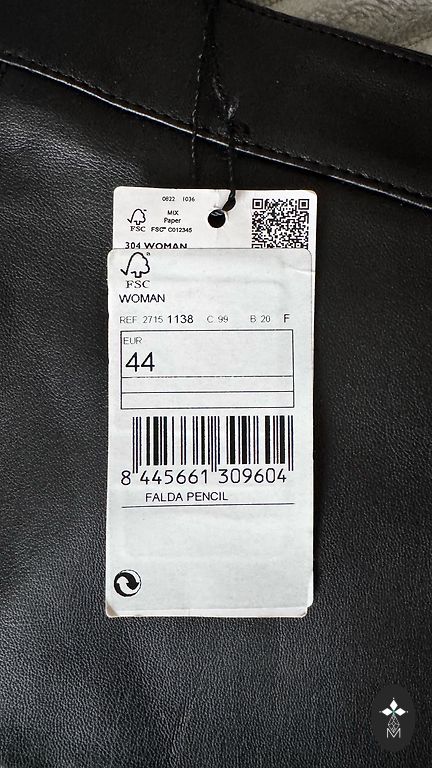 0822 1036
MIX
Paper
FSC FSC® C012345
304 WOMAN
FSC
WOMAN
REF. 2715 1138 C. 99 B. 20 F
EUR
44
8 445661 309604
FALDA PENCIL
M